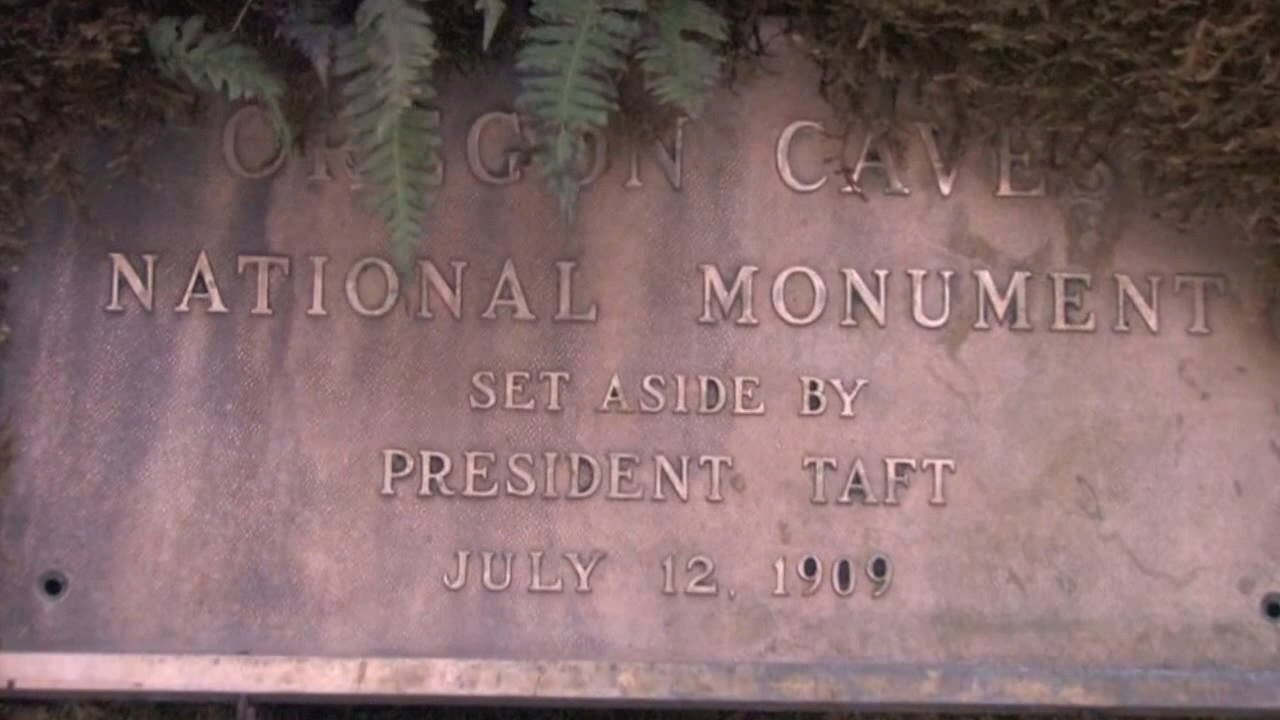 OREGON CAVES
NATIONAL MONUMENT
SET ASIDE BY
PRESIDENT TAFT
JULY 12, 1909